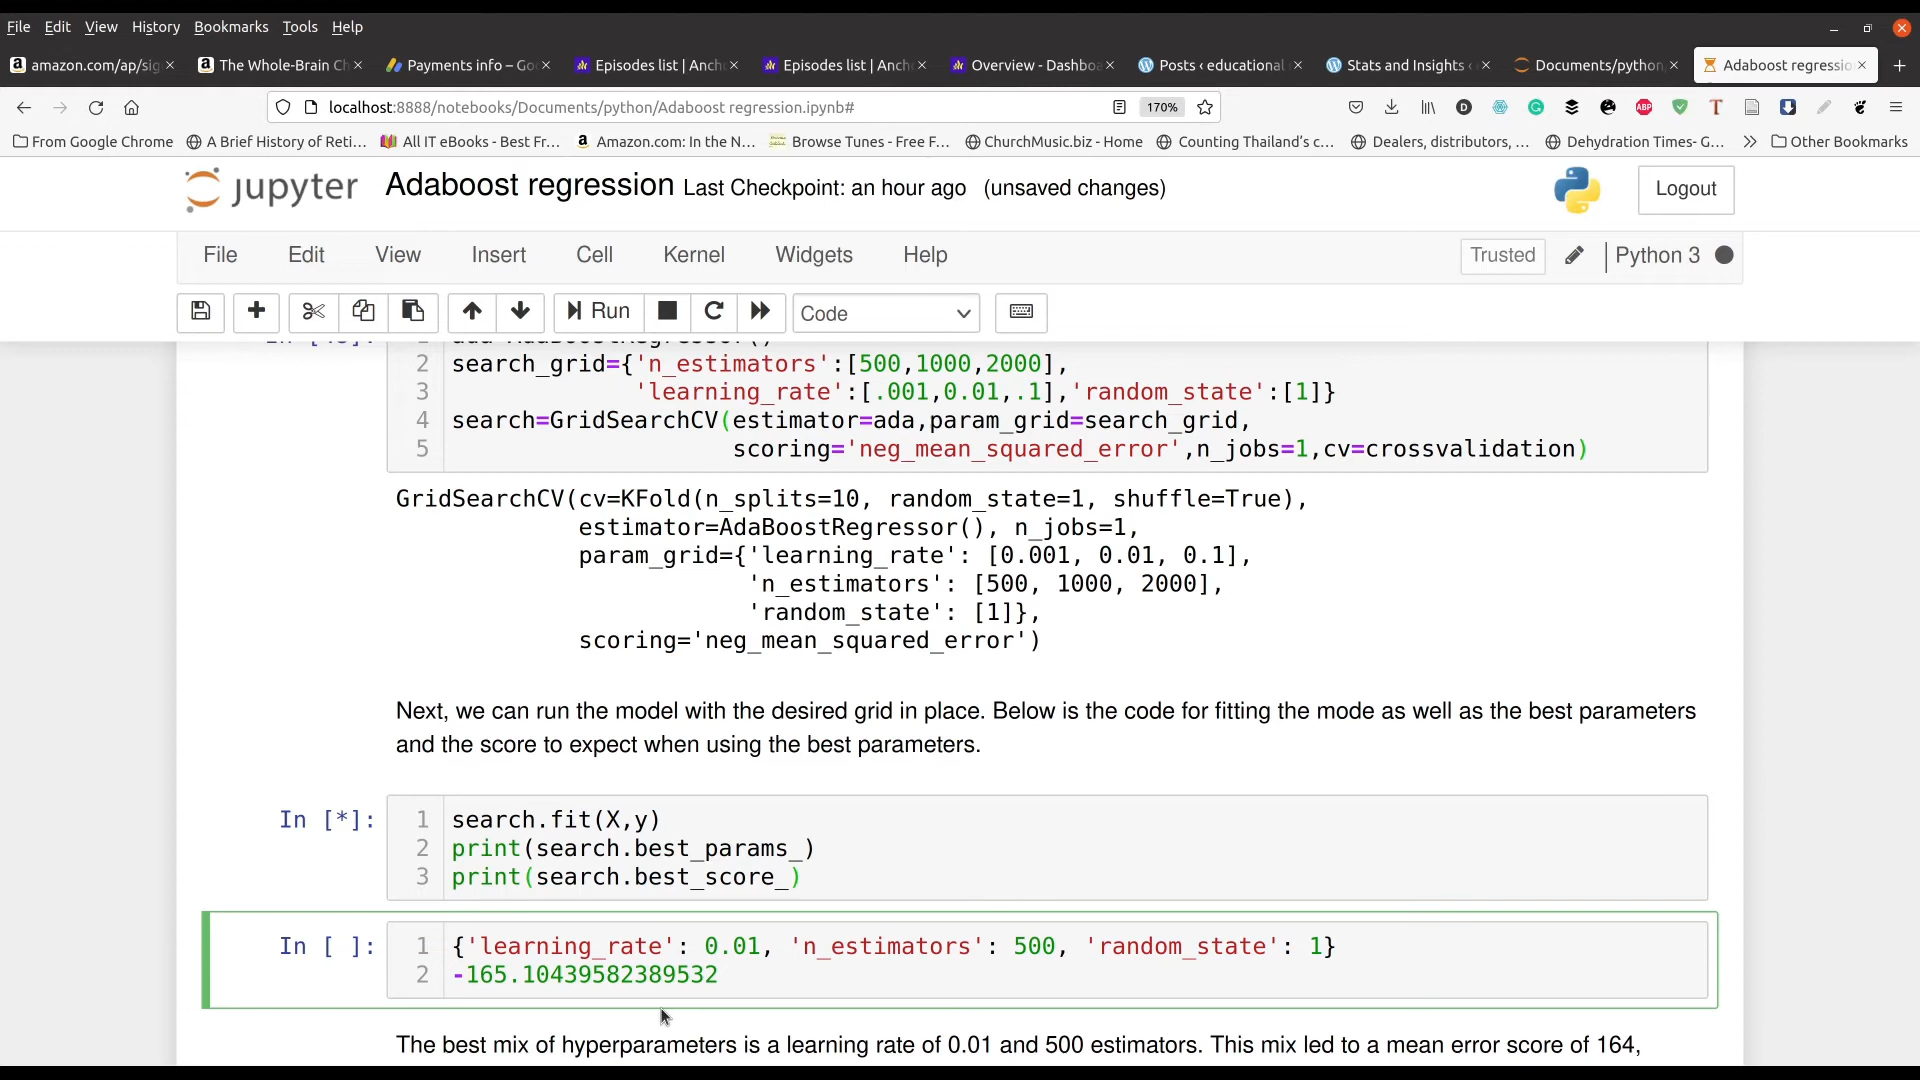 File Edit View History Bookmarks Tools Help
amazon.com/ap/sig The Whole-Brain Ch Payments info – Go Episodes list | Ancho Episodes list | Ancho Overview - Dashboa Posts ‹ educational Stats and Insights ‹ Documents/python Adaboost regressio
localhost:8888/notebooks/Documents/python/Adaboost regression.ipynb# 170%
From Google Chrome A Brief History of Reti... All IT eBooks - Best Fr... Amazon.com: In the N... Browse Tunes - Free F... ChurchMusic.biz - Home Counting Thailand's c... Dealers, distributors, ... Dehydration Times- G... Other Bookmarks
jupyter Adaboost regression Last Checkpoint: an hour ago (unsaved changes) Logout
File Edit View Insert Cell Kernel Widgets Help Trusted Python 3
Run Code
2 search_grid={'n_estimators':[500,1000,2000],
3 'learning_rate':[.001,0.01,.1],'random_state':[1]}
4 search=GridSearchCV(estimator=ada,param_grid=search_grid,
5 scoring='neg_mean_squared_error',n_jobs=1,cv=crossvalidation)
GridSearchCV(cv=KFold(n_splits=10, random_state=1, shuffle=True),
estimator=AdaBoostRegressor(), n_jobs=1,
param_grid={'learning_rate': [0.001, 0.01, 0.1],
'n_estimators': [500, 1000, 2000],
'random_state': [1]},
scoring='neg_mean_squared_error')
Next, we can run the model with the desired grid in place. Below is the code for fitting the mode as well as the best parameters
and the score to expect when using the best parameters.
In [*]: 1 search.fit(X,y)
2 print(search.best_params_)
3 print(search.best_score_)
In [ ]: 1 {'learning_rate': 0.01, 'n_estimators': 500, 'random_state': 1}
2 -165.10439582389532
The best mix of hyperparameters is a learning rate of 0.01 and 500 estimators. This mix led to a mean error score of 164,